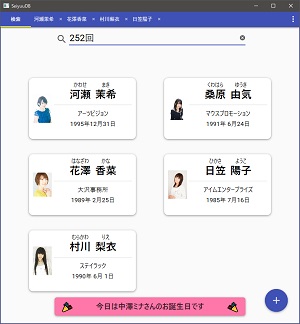 SeiyuuDB
検索 河瀬茉希 × 花澤香菜 × 村川梨衣 × 日笠陽子 ×
252回
かわせ まき
河瀬 茉希
アーツビジョン
1995年12月31日
くわはら ゆうき
桑原 由気
マウスプロモーション
1991年 6月24日
はなざわ かな
花澤 香菜
大沢事務所
1989年 2月25日
ひかさ ようこ
日笠 陽子
アイムエンタープライズ
1985年 7月16日
むらかわ りえ
村川 梨衣
ステイラック
1990年 6月 1日
今日は中澤ミナさんのお誕生日です